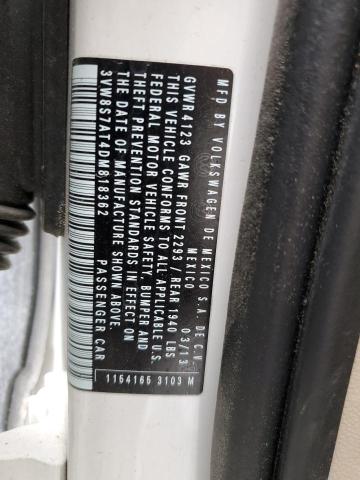 MFD BY VOLKSWAGEN DE MEXICO S.A. DE C.V.
MEXICO 03/13
GVWR 4123 GAWR FRONT 2293 / REAR 1940 LBS
THIS VEHICLE CONFORMS TO ALL APPLICABLE U.S.
FEDERAL MOTOR VEHICLE SAFETY, BUMPER AND
THEFT PREVENTION STANDARDS IN EFFECT ON
THE DATE OF MANUFACTURE SHOWN ABOVE.
3VW8S7AT4DM818362 PASSENGER CAR
1154165 3103 M